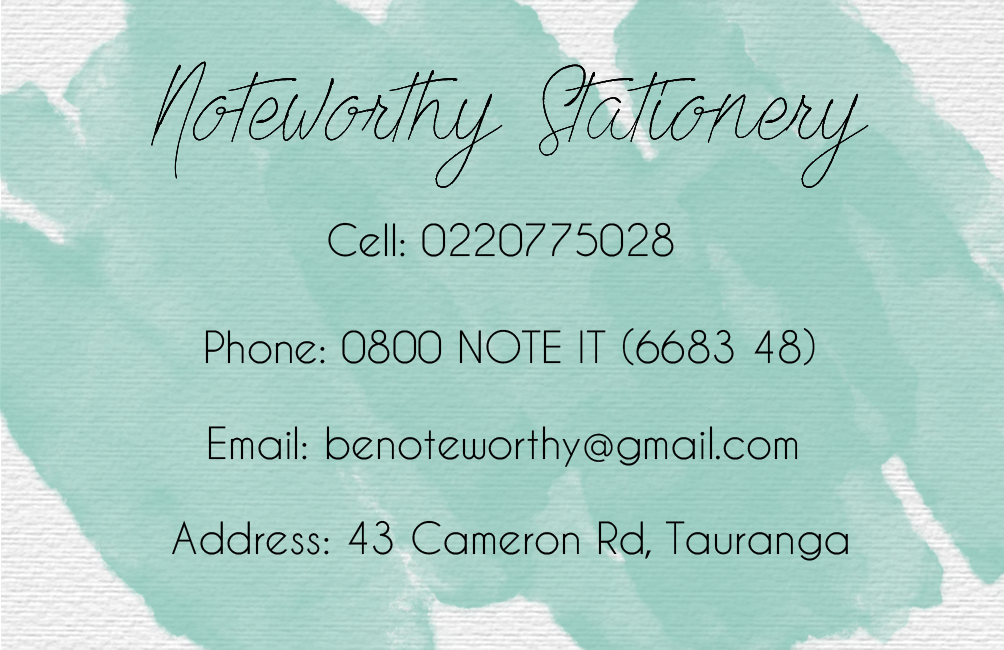 Noteworthy Stationery
Cell: 0220775028
Phone: 0800 NOTE IT (6683 48)
Email: benoteworthy@gmail.com
Address: 43 Cameron Rd, Tauranga